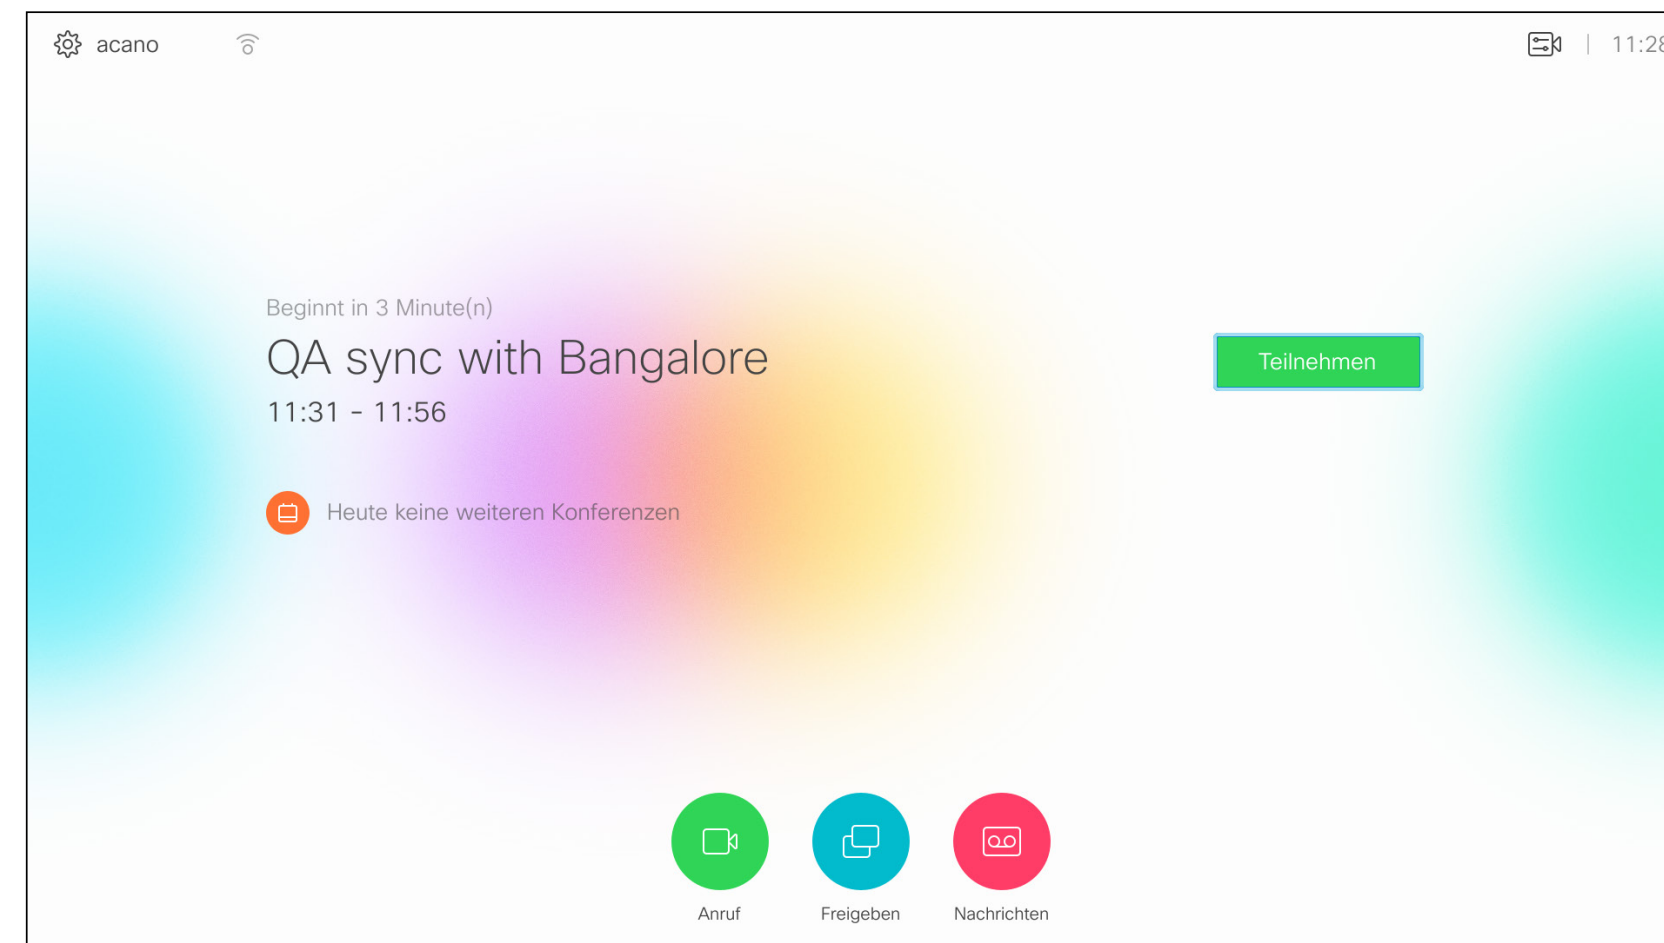 acano
11:28
Beginnt in 3 Minute(n)
QA sync with Bangalore
Teilnehmen
11:31 - 11:56
Heute keine weiteren Konferenzen
Anruf Freigeben Nachrichten